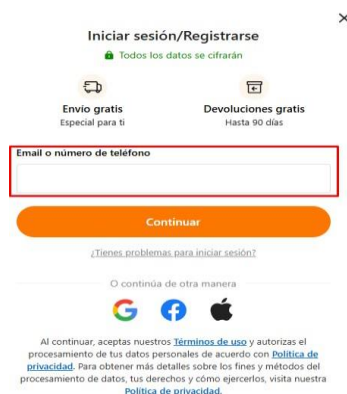 Iniciar sesión/Registrarse
Todos los datos se cifrarán
Envío gratis
Especial para ti
Devoluciones gratis
Hasta 90 días
Email o número de teléfono
Continuar
¿Tienes problemas para iniciar sesión?
O continúa de otra manera
Al continuar, aceptas nuestros Términos de uso y autorizas el
procesamiento de tus datos personales de acuerdo con Política de
privacidad. Para obtener más detalles sobre los fines y métodos del
procesamiento de datos, tus derechos y cómo ejercerlos, visita nuestra
Política de privacidad.